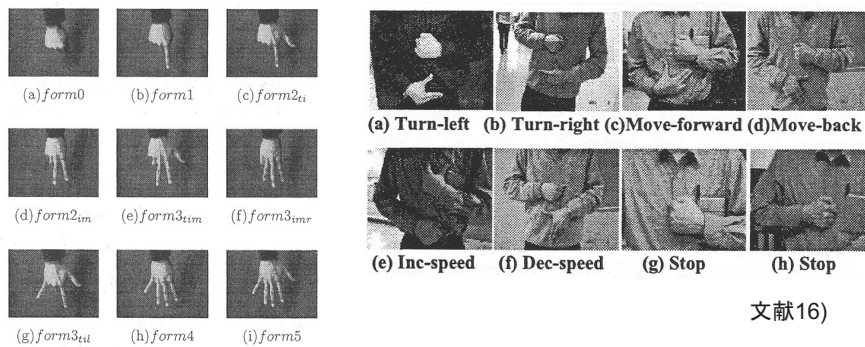 (a)form0 (b)form1 (c)form2ti
(d)form2im (e)form3tim (f)form3imr
(g)form3til (h)form4 (i)form5
(a) Turn-left (b) Turn-right (c)Move-forward (d)Move-back
(e) Inc-speed (f) Dec-speed (g) Stop (h) Stop
文献16)